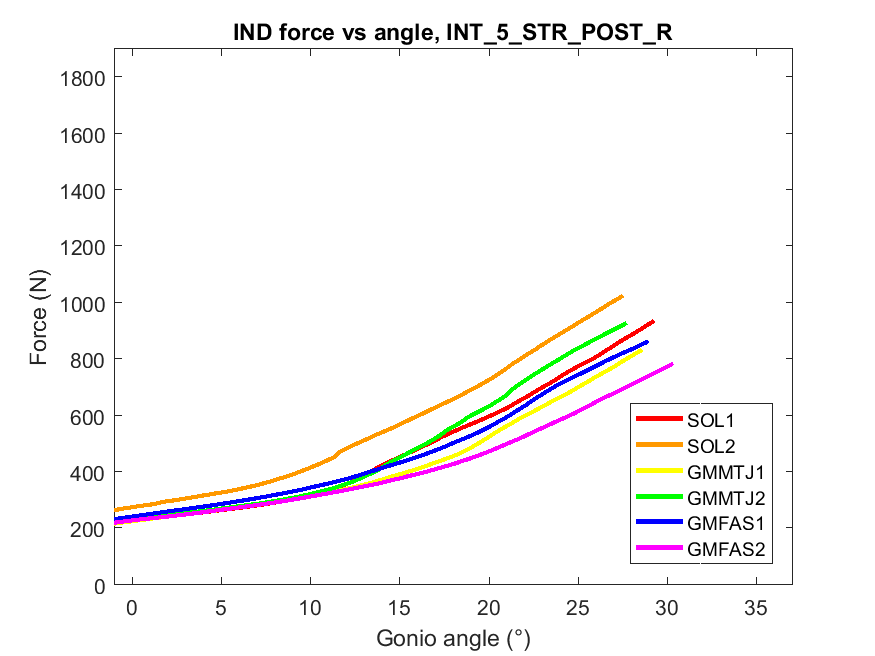 IND force vs angle, INT_5_STR_POST_R
1800
1600
1400
1200
1000
800
600
400
200
0
Force (N)
0 5 10 15 20 25 30 35
Gonio angle (°)
SOL1
SOL2
GMMTJ1
GMMTJ2
GMFAS1
GMFAS2